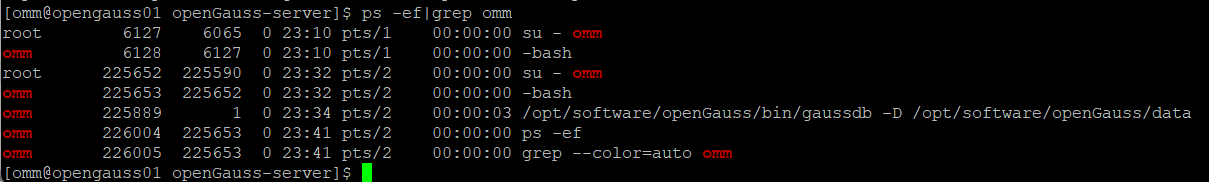 [omm@opengauss01 openGauss-server]$ ps -ef|grep omm
root        6127    6065  0 23:10 pts/1    00:00:00 su - omm
omm         6128    6127  0 23:10 pts/1    00:00:00 -bash
root      225652  225590  0 23:32 pts/2    00:00:00 su - omm
omm       225653  225652  0 23:32 pts/2    00:00:00 -bash
omm       225889       1  0 23:34 pts/2    00:00:03 /opt/software/openGauss/bin/gaussdb -D /opt/software/openGauss/data
omm       226004  225653  0 23:41 pts/2    00:00:00 ps -ef
omm       226005  225653  0 23:41 pts/2    00:00:00 grep --color=auto omm
[omm@opengauss01 openGauss-server]$